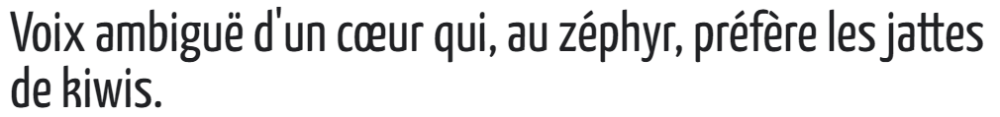 Voix ambiguë d'un cœur qui, au zéphyr, préfère les jattes
de kiwis.